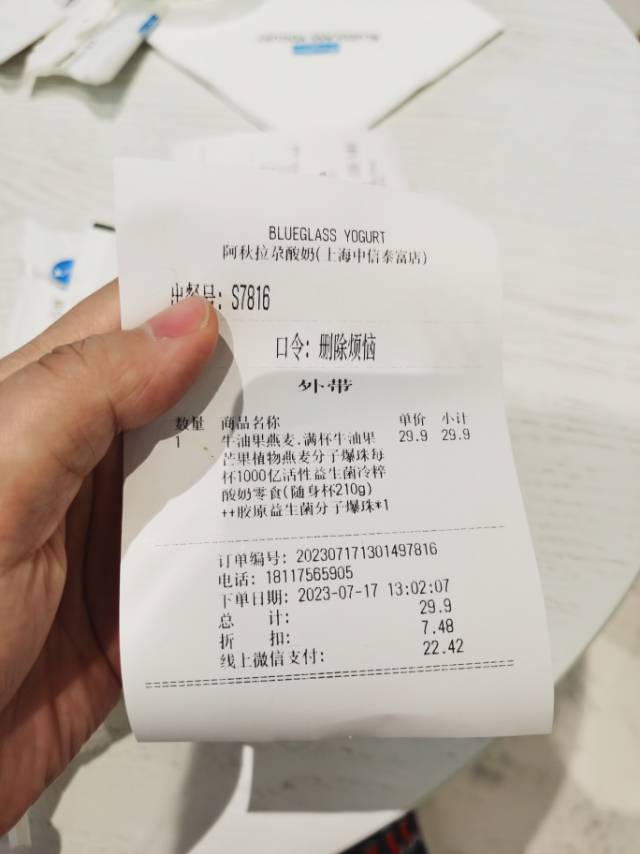 BLUEGLASS YOGURT
阿秋拉尕酸奶(上海中信泰富店)
出餐号: S7816
口令: 删除烦恼
外带
数量 商品名称 单价 小计
1 牛油果燕麦.满杯牛油果 29.9 29.9
芒果植物燕麦分子爆珠每
杯1000亿活性益生菌冷粹
酸奶零食(随身杯210g)
++胶原益生菌分子爆珠*1
订单编号: 202307171301497816
电话: 18117565905
下单日期: 2023-07-17 13:02:07
总 计: 29.9
折 扣: 7.48
线上微信支付: 22.42